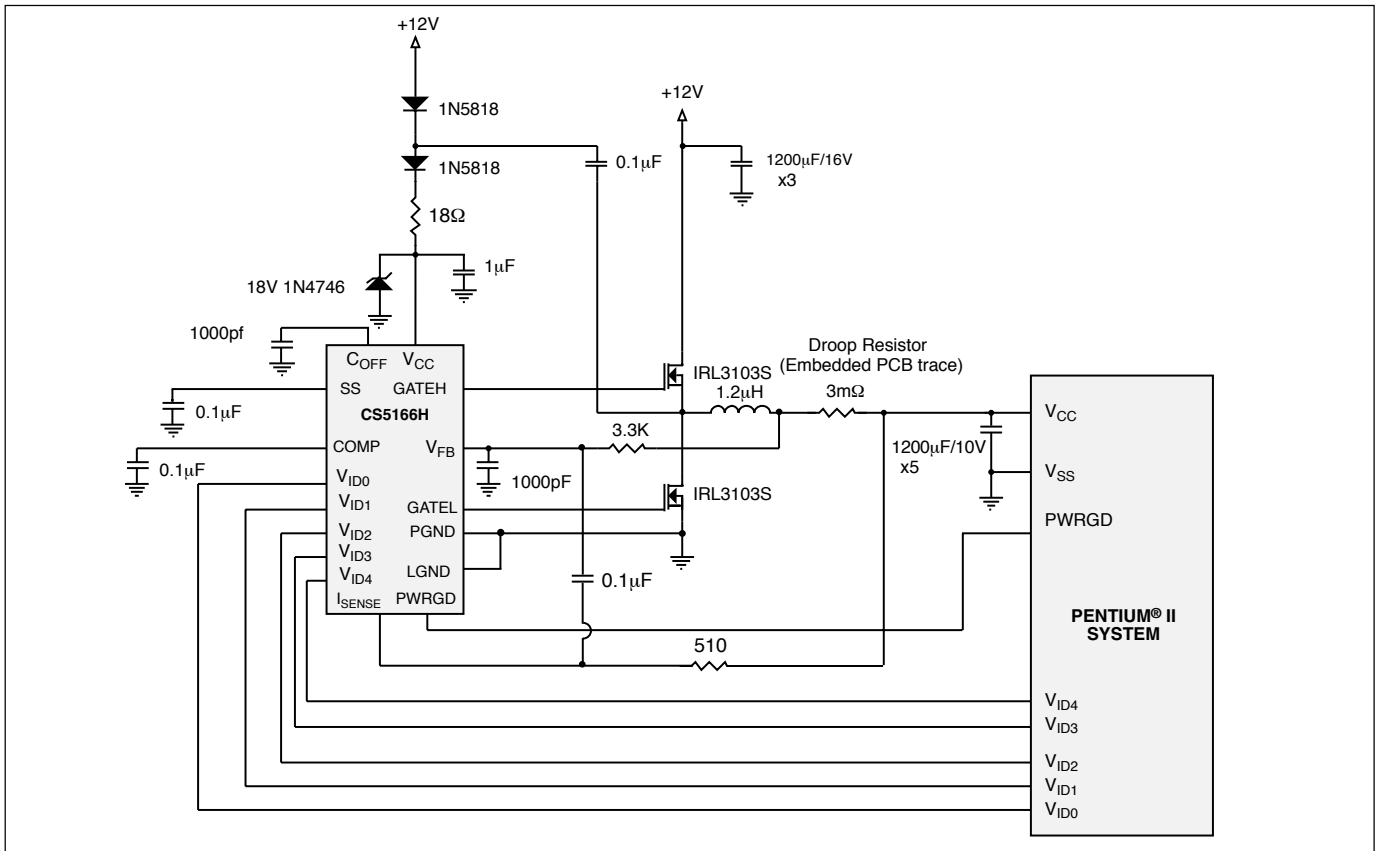 +12V
1N5818
+12V
1N5818
0.1μF
1200μF/16V
x3
18Ω
1μF
18V 1N4746
1000pf
Droop Resistor
(Embedded PCB trace)
COFF
VCC
IRL3103S
SS
GATEH
1.2μH
3mΩ
CS5166H
VCC
0.1μF
3.3K
COMP
VFB
1200μF/10V
x5
0.1μF
VSS
VID0
1000pF
IRL3103S
VID1
GATEL
PWRGD
VID2
PGND
VID3
LGND
VID4
0.1μF
ISENSE
PWRGD
PENTIUM® II
SYSTEM
510
VID4
VID3
VID2
VID1
VID0